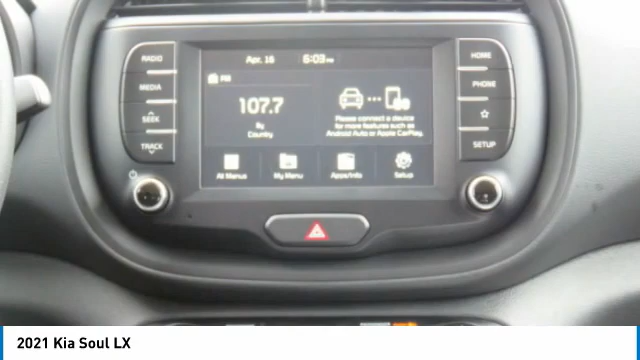 RADIO
MEDIA
SEEK
TRACK
Apr. 16 6:03 PM
FM
107.7
Country
Please connect a device
for more features such as
Android Auto or Apple CarPlay.
All Menus My Menu Apps/Info Setup
HOME
PHONE
SETUP
2021 Kia Soul LX